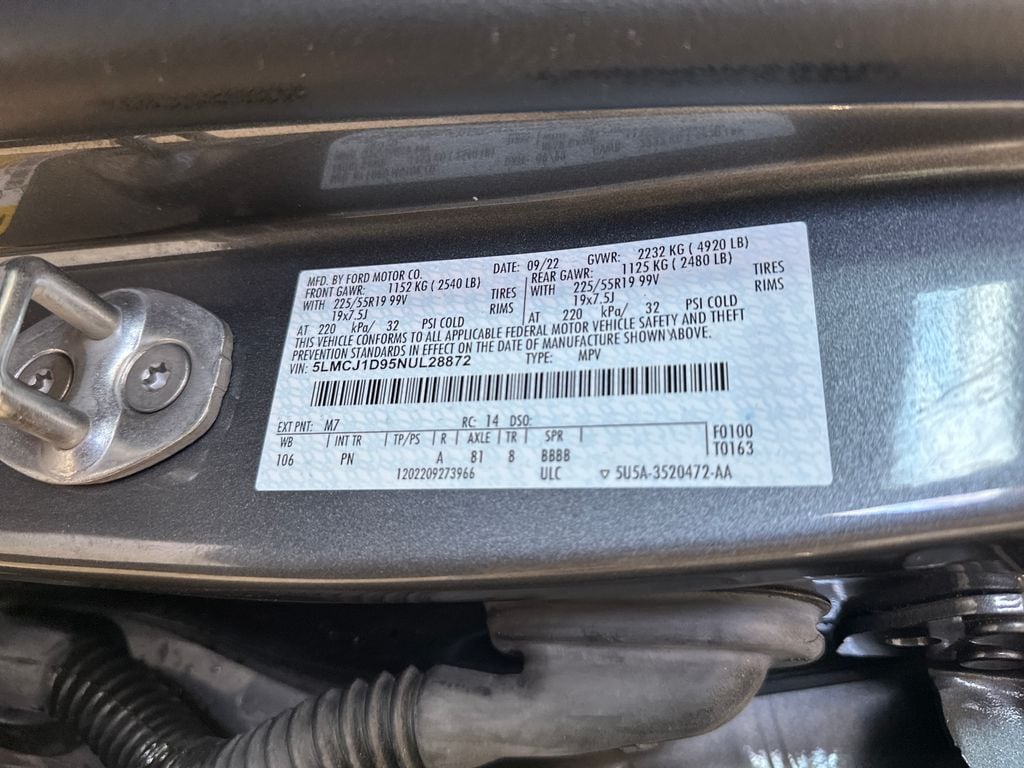 MFD. BY FORD MOTOR CO. DATE: 09/22 GVWR: 2232 KG ( 4920 LB)
FRONT GAWR: 1152 KG ( 2540 LB) REAR GAWR: 1125 KG ( 2480 LB)
WITH 225/55R19 99V TIRES WITH 225/55R19 99V TIRES
19x7.5J RIMS 19x7.5J RIMS
AT 220 kPa/ 32 PSI COLD AT 220 kPa/ 32 PSI COLD
THIS VEHICLE CONFORMS TO ALL APPLICABLE FEDERAL MOTOR VEHICLE SAFETY AND THEFT
PREVENTION STANDARDS IN EFFECT ON THE DATE OF MANUFACTURE SHOWN ABOVE.
VIN: 5LMCJ1D95NUL28872 TYPE: MPV
EXT PNT: M7 RC: 14 DSO: F0100
WB INT TR TP/PS R AXLE TR SPR T0163
106 PN A 81 8 BBBB
1202209273966 ULC ▽ 5U5A-3520472-AA